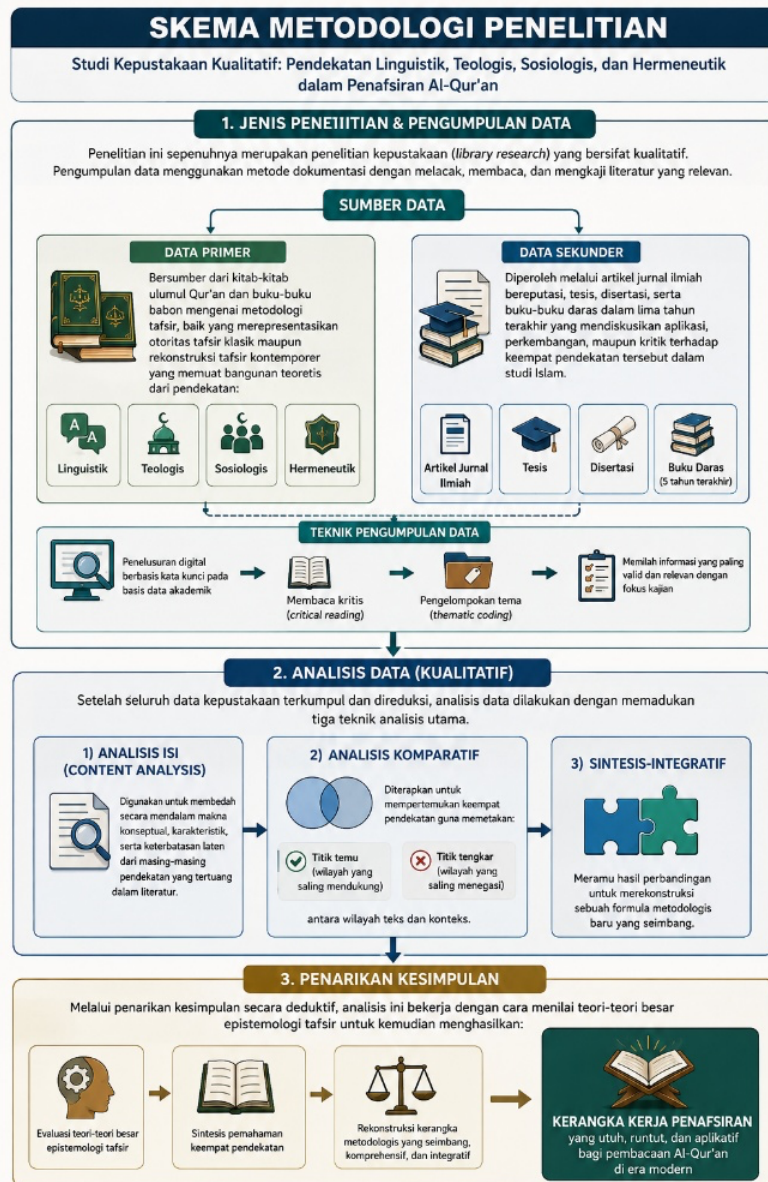 SKEMA METODOLOGI PENELITIAN
Studi Kepustakaan Kualitatif: Pendekatan Linguistik, Teologis, Sosiologis, dan Hermeneutik
dalam Penafsiran Al-Qur'an
1. JENIS PENE1IITIAN & PENGUMPULAN DATA
Penelitian ini sepenuhnya merupakan penelitian kepustakaan (library research) yang bersifat kualitatif.
Pengumpulan data menggunakan metode dokumentasi dengan melacak, membaca, dan mengkaji literatur yang relevan.
SUMBER DATA
DATA PRIMER
Bersumber dari kitab-kitab
ulumul Qur'an dan buku-buku
babon mengenai metodologi
tafsir, baik yang merepresentasikan
otoritas tafsir klasik maupun
rekonstruksi tafsir kontemporer
yang memuat bangunan teoretis
dari pendekatan:
A
A
Linguistik
Teologis
Sosiologis
Hermeneutik
DATA SEKUNDER
Diperoleh melalui artikel jurnal ilmiah
bereputasi, tesis, disertasi, serta
buku-buku daras dalam lima tahun
terakhir yang mendiskusikan aplikasi,
perkembangan, maupun kritik terhadap
keempat pendekatan tersebut dalam
studi Islam.
Artikel Jurnal
Ilmiah
Tesis
Disertasi
Buku Daras
(5 tahun terakhir)
TEKNIK PENGUMPULAN DATA
Penelusuran digital
berbasis kata kunci pada
basis data akademik
Membaca kritis
(critical reading)
Pengelompokan tema
(thematic coding)
Memilah informasi yang paling
valid dan relevan dengan
fokus kajian
2. ANALISIS DATA (KUALITATIF)
Setelah seluruh data kepustakaan terkumpul dan direduksi, analisis data dilakukan dengan memadukan
tiga teknik analisis utama.
1) ANALISIS ISI
(CONTENT ANALYSIS)
Digunakan untuk membedah
secara mendalam makna
konseptual, karakteristik,
serta keterbatasan laten
dari masing-masing
pendekatan yang tertuang
dalam literatur.
2) ANALISIS KOMPARATIF
Diterapkan untuk
mempertemukan keempat
pendekatan guna memetakan:
Titik temu
(wilayah yang
saling mendukung)
Titik tengkar
(wilayah yang
saling menegasi)
antara wilayah teks dan konteks.
3) SINTESIS-INTEGRATIF
Meramu hasil perbandingan
untuk merekonstruksi
sebuah formula metodologis
baru yang seimbang.
3. PENARIKAN KESIMPULAN
Melalui penarikan kesimpulan secara deduktif, analisis ini bekerja dengan cara menilai teori-teori besar
epistemologi tafsir untuk kemudian menghasilkan:
Evaluasi teori-teori besar
epistemologi tafsir
Sintesis pemahaman
keempat pendekatan
Rekonstruksi kerangka
metodologis yang seimbang,
komprehensif, dan integratif
KERANGKA KERJA PENAFSIRAN
yang utuh, runtut, dan aplikatif
bagi pembacaan Al-Qur'an
di era modern